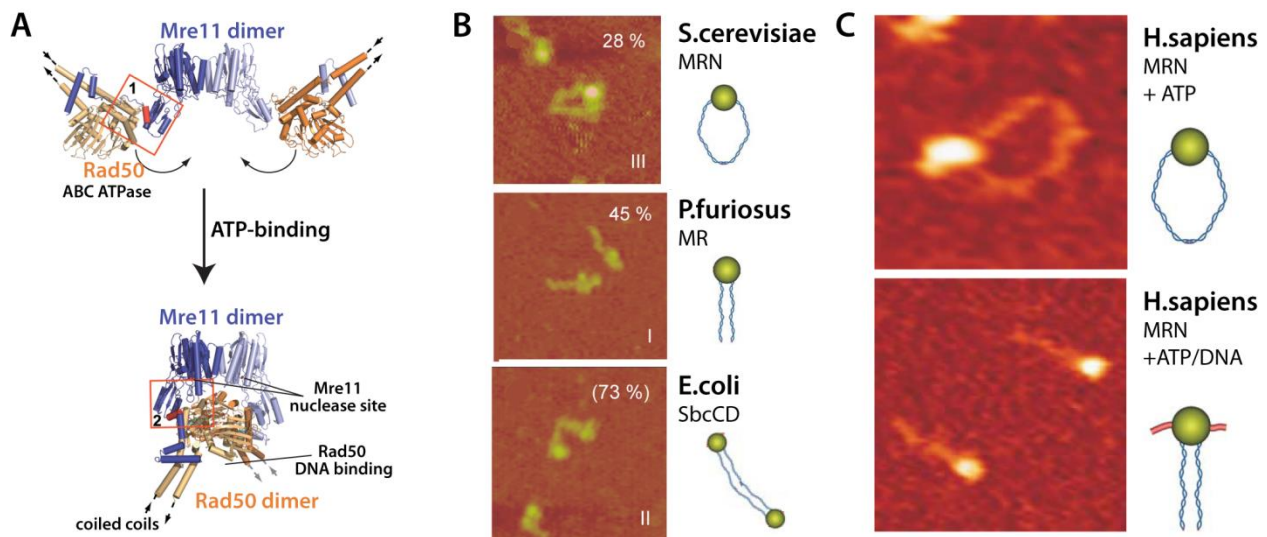 A
Mre11 dimer
1
Rad50
ABC ATPase
ATP-binding
Mre11 dimer
Mre11
nuclease site
2
Rad50
DNA binding
Rad50 dimer
coiled coils
B
28 %
III
S.cerevisiae
MRN
45 %
I
P.furiosus
MR
(73 %)
II
E.coli
SbcCD
C
H.sapiens
MRN
+ ATP
H.sapiens
MRN
+ATP/DNA